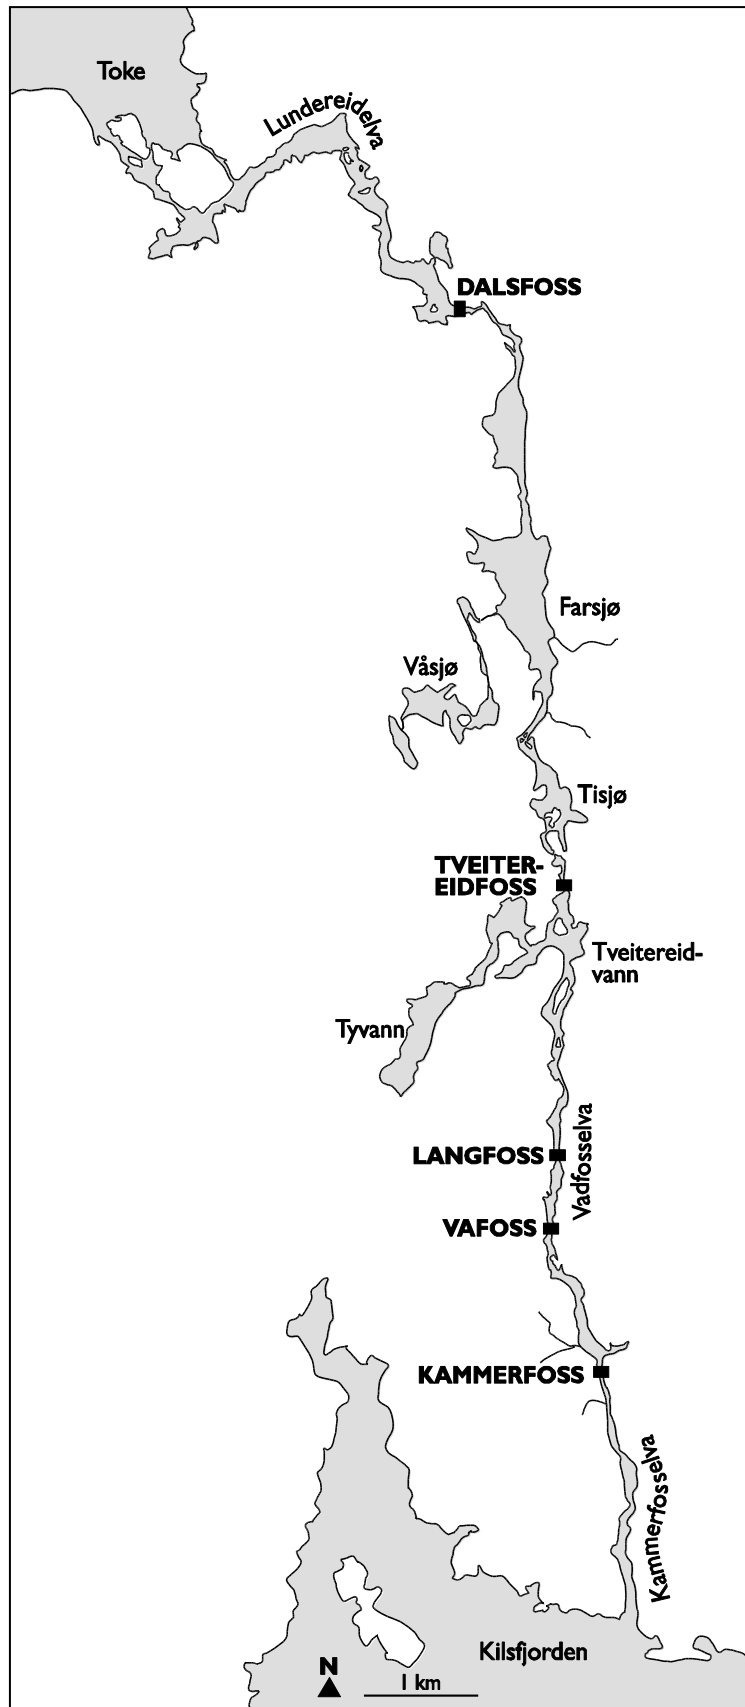 Toke
Lundereidelva
DALSFOSS
Farsjø
Våsjø
Tisjø
TVEITER-
EIDFOSS
Tveitereid-
vann
Tyvann
Vadfosselva
LANGFOSS
VAFOSS
KAMMERFOSS
Kammerfosselva
Kilsfjorden
N
1 km